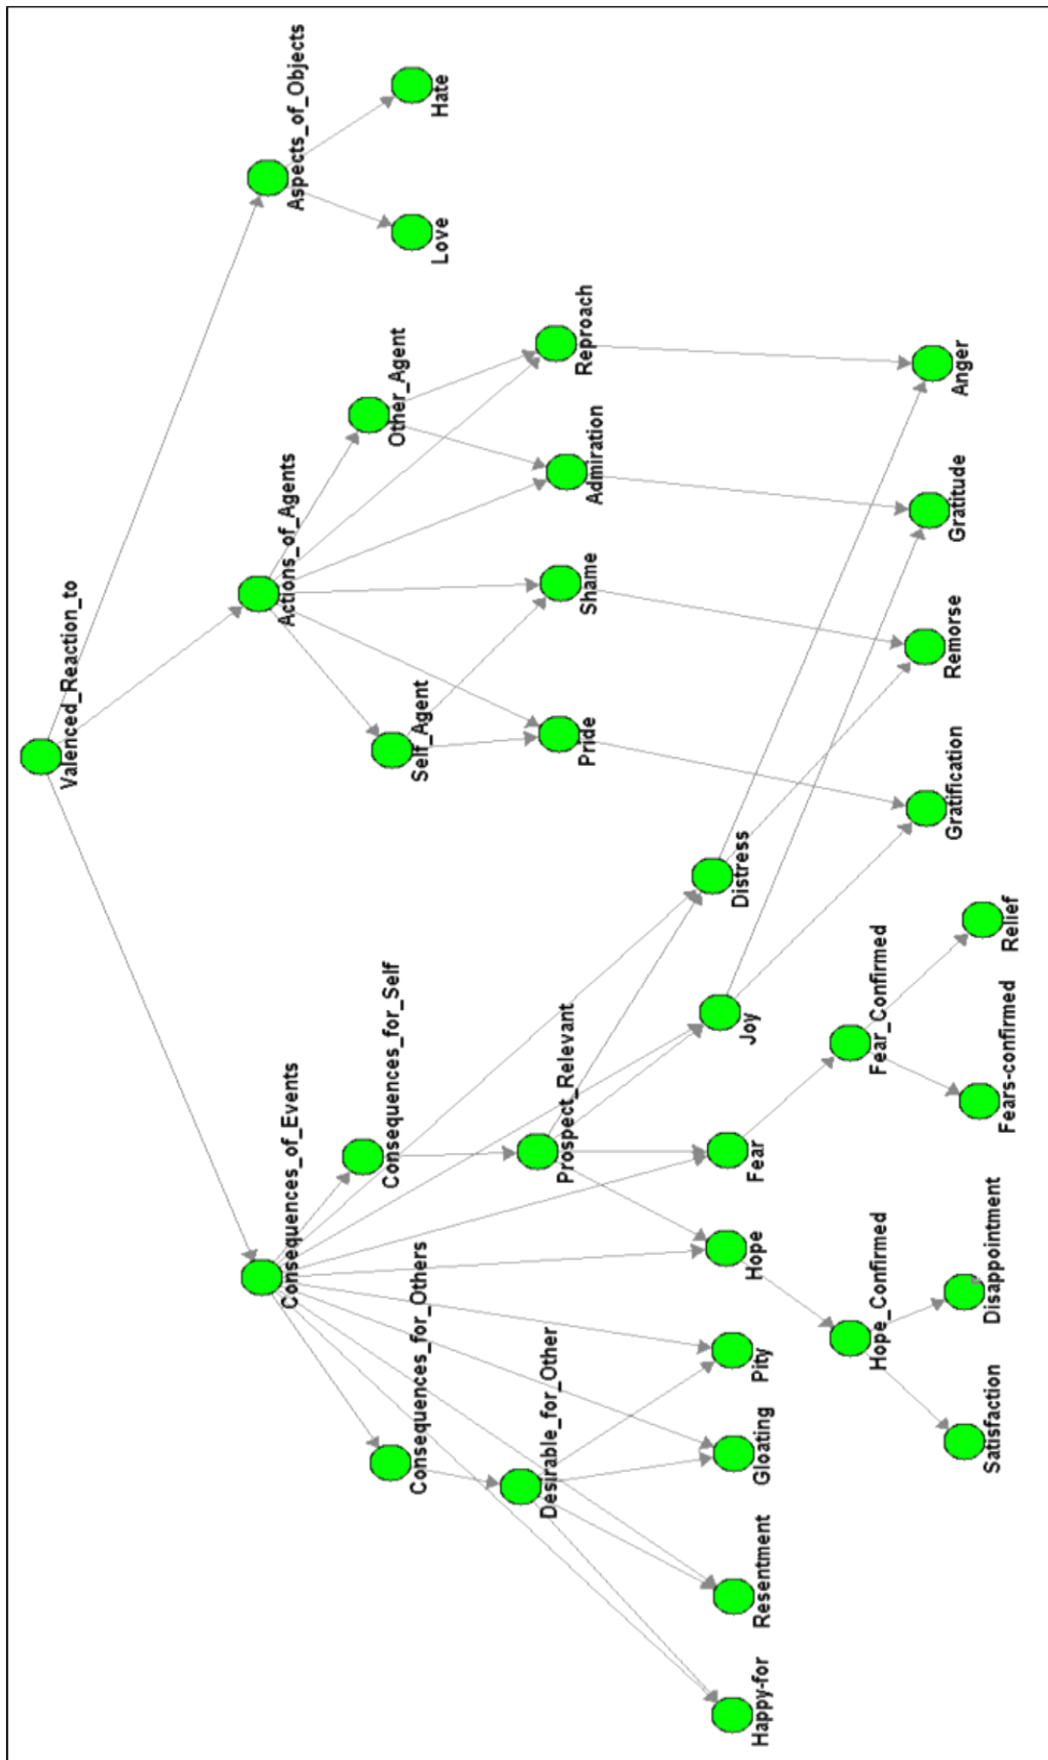 Valenced_Reaction_to
Consequences_of_Events
Actions_of_Agents
Aspects_of_Objects
Consequences_for_Others
Consequences_for_Self
Self_Agent
Other_Agent
Love
Hate
Desirable_for_Other
Prospect_Relevant
Pride
Shame
Admiration
Reproach
Happy-for
Resentment
Gloating
Pity
Hope
Fear
Joy
Distress
Hope_Confirmed
Fear_Confirmed
Satisfaction
Disappointment
Fears-confirmed
Relief
Gratification
Remorse
Gratitude
Anger